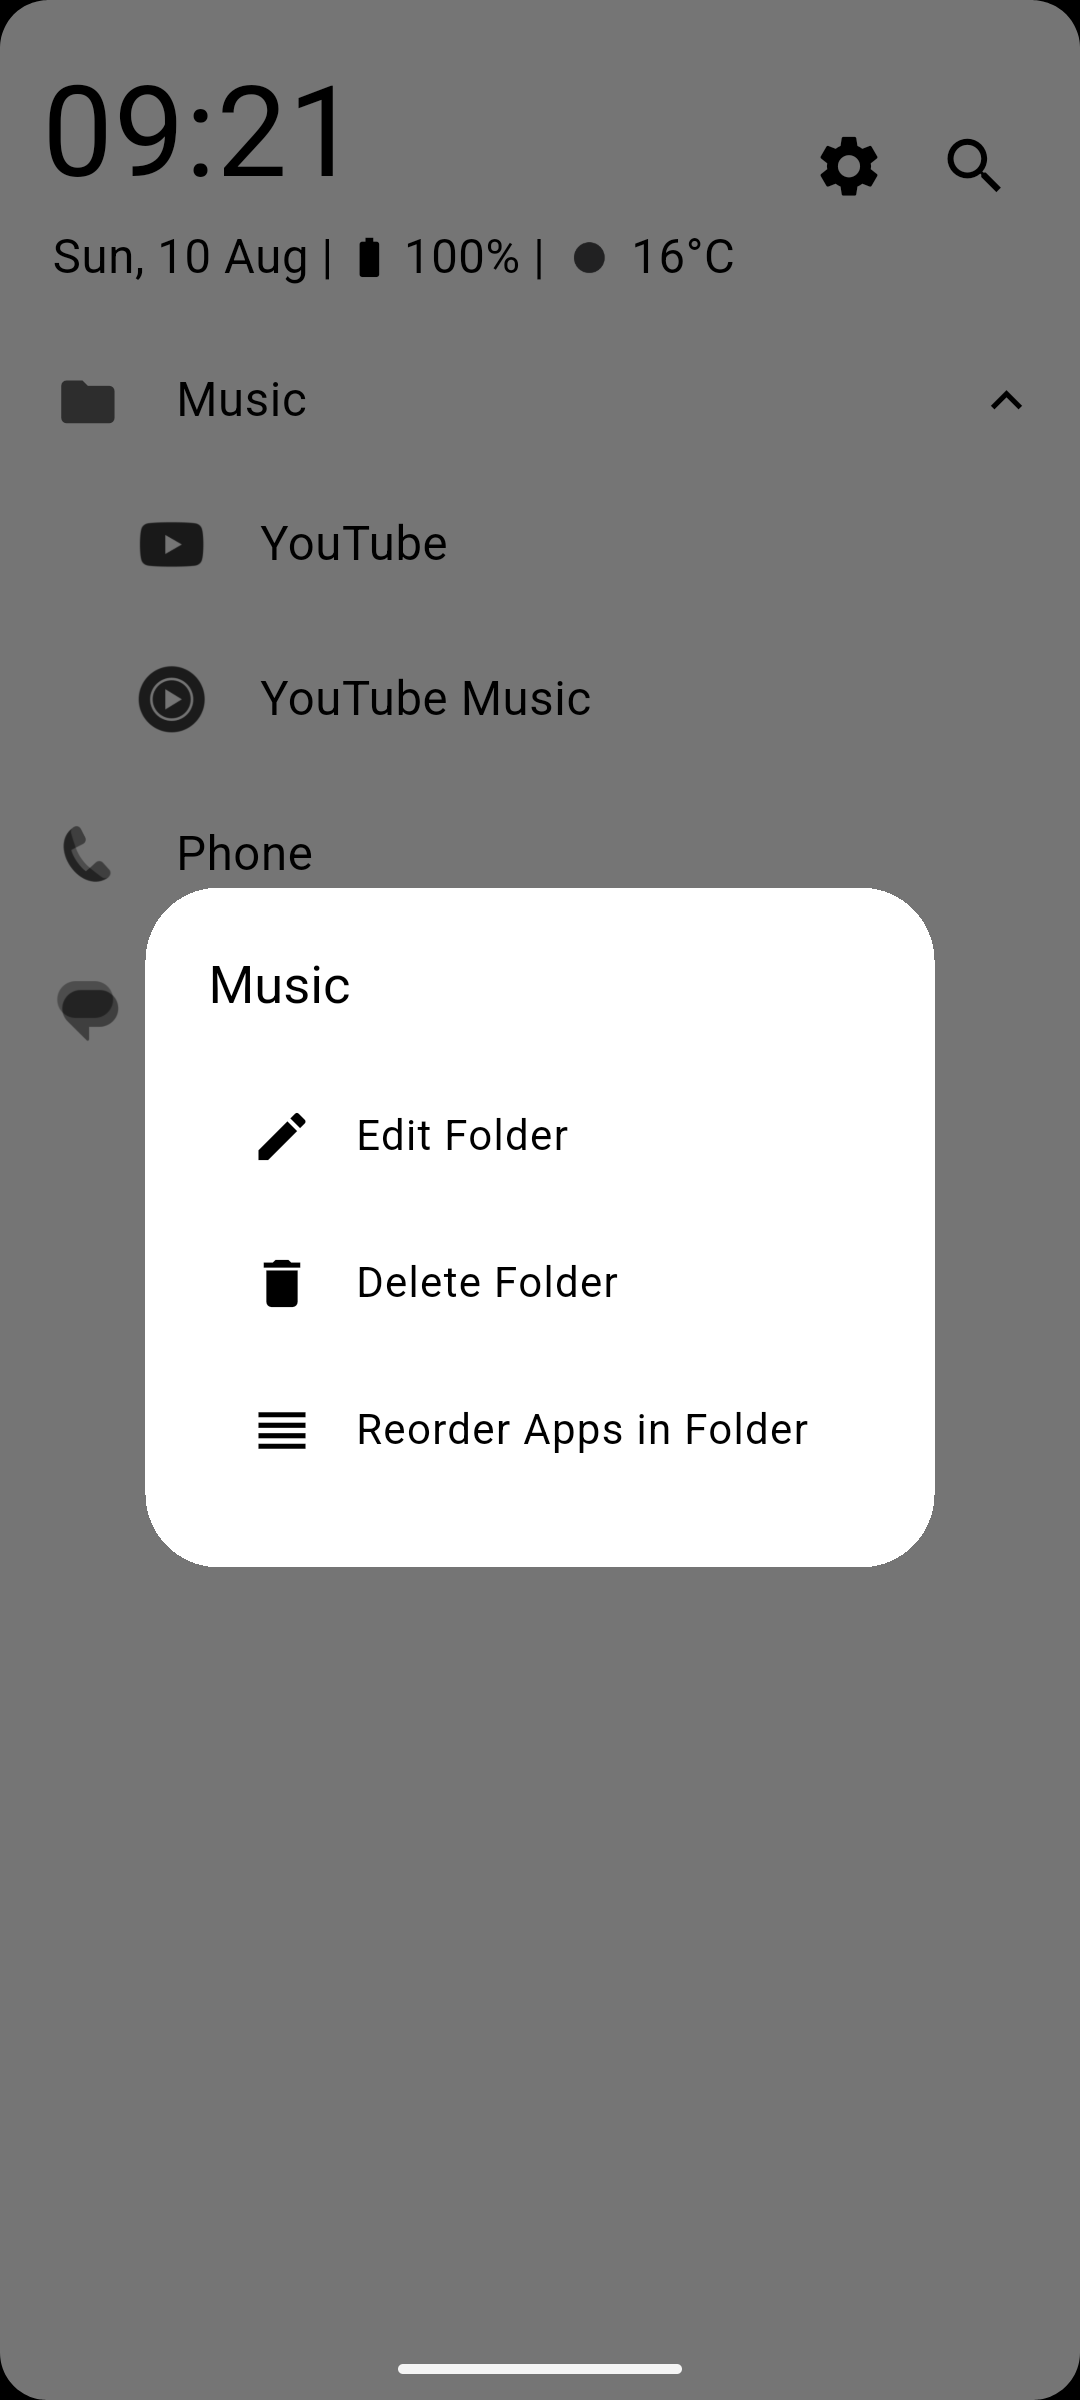 09:21
Sun, 10 Aug | 100% | 16°C
Music
YouTube
YouTube Music
Phone
Music
Edit Folder
Delete Folder
Reorder Apps in Folder